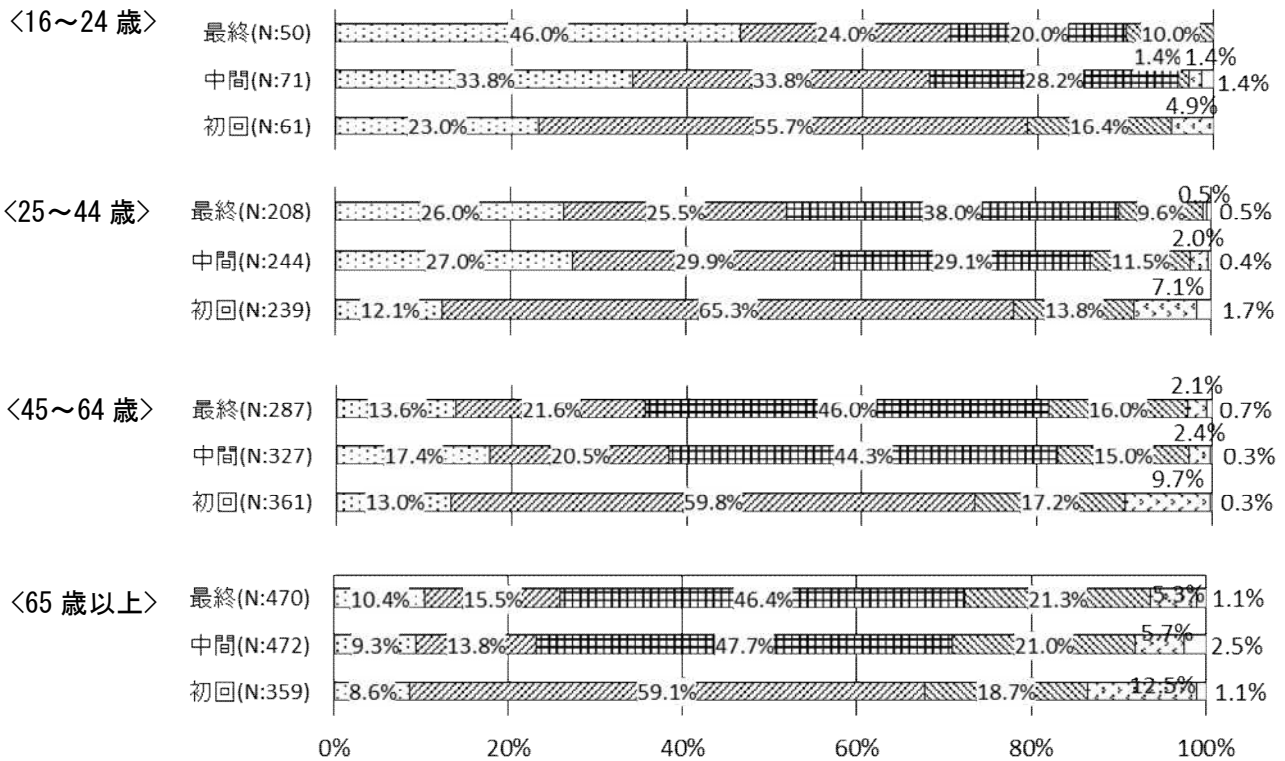 <16～24 歳>
最終(N:50) 46.0% 24.0% 20.0% 10.0%
1.4% 1.4%
中間(N:71) 33.8% 33.8% 28.2% 1.4%
4.9%
初回(N:61) 23.0% 55.7% 16.4%
<25～44 歳>
0.5%
最終(N:208) 26.0% 25.5% 38.0% 9.6% 0.5%
2.0%
中間(N:244) 27.0% 29.9% 29.1% 11.5% 0.4%
7.1%
初回(N:239) 12.1% 65.3% 13.8% 1.7%
<45～64 歳>
2.1%
最終(N:287) 13.6% 21.6% 46.0% 16.0% 0.7%
2.4%
中間(N:327) 17.4% 20.5% 44.3% 15.0% 0.3%
9.7%
初回(N:361) 13.0% 59.8% 17.2% 0.3%
<65 歳以上>
最終(N:470) 10.4% 15.5% 46.4% 21.3% 5.3% 1.1%
中間(N:472) 9.3% 13.8% 47.7% 21.0% 5.7% 2.5%
初回(N:359) 8.6% 59.1% 18.7% 12.5% 1.1%
0% 20% 40% 60% 80% 100%